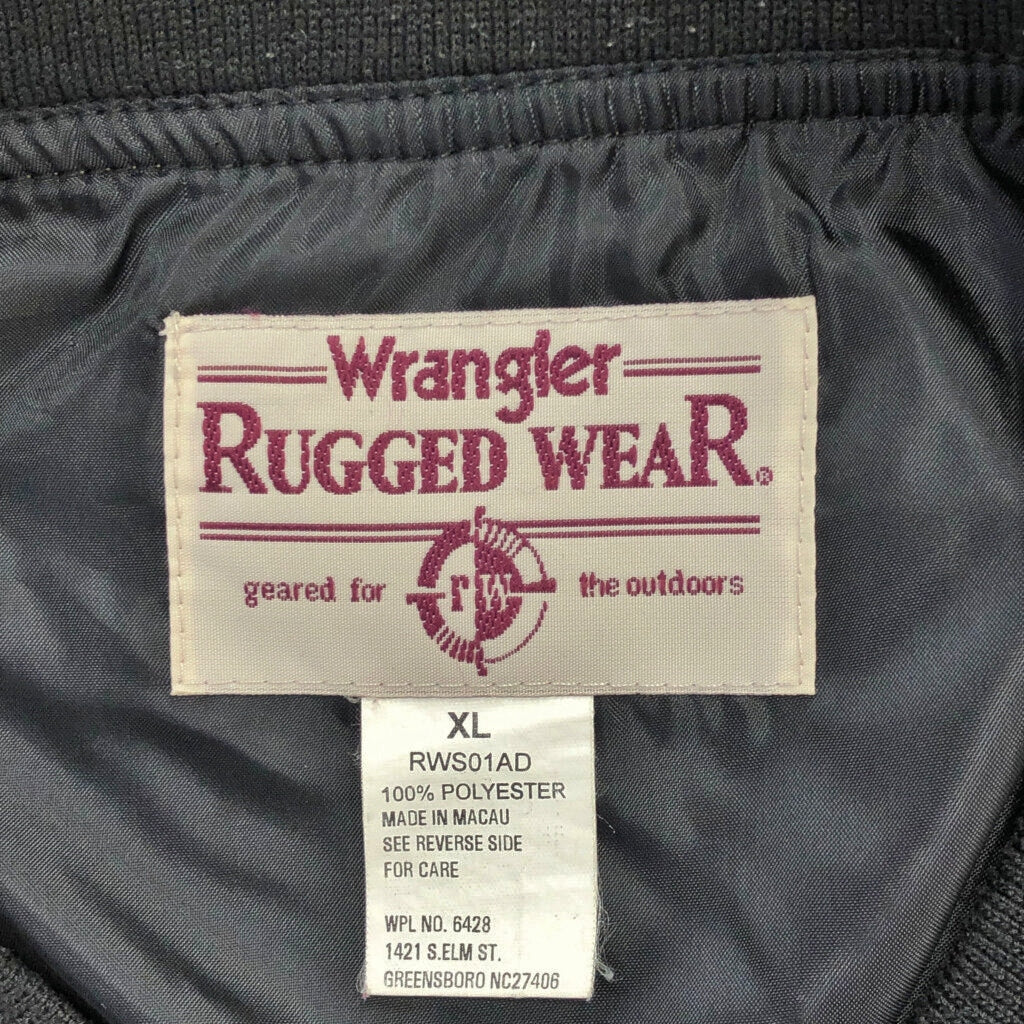 Wrangler
RUGGED WEAR®
geared for rw the outdoors
XL
RWS01AD
100% POLYESTER
MADE IN MACAU
SEE REVERSE SIDE
FOR CARE
WPL NO. 6428
1421 S.ELM ST.
GREENSBORO NC27406